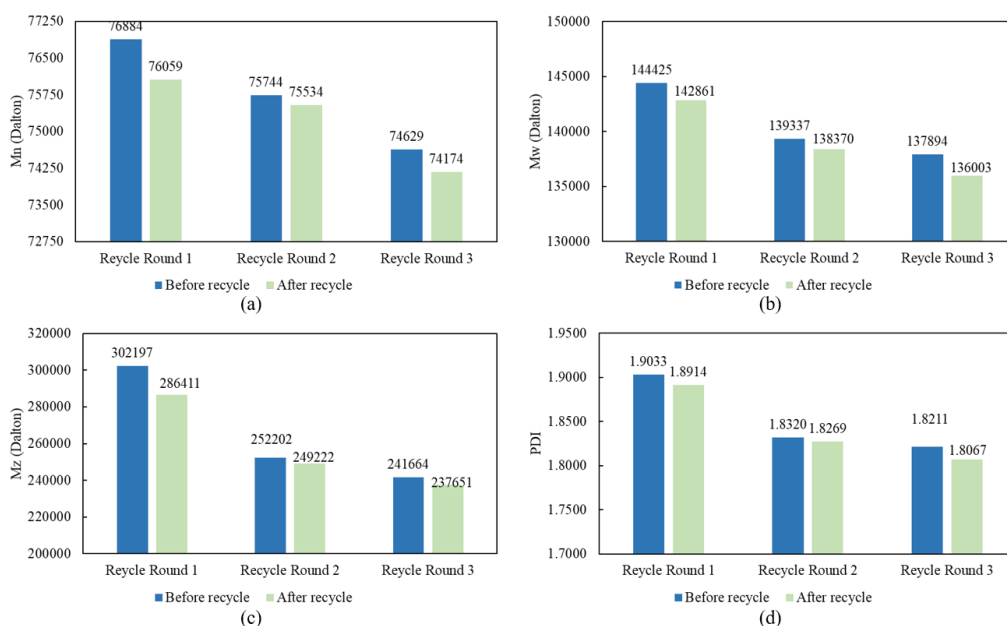 77250
76500
75750
75000
74250
73500
72750
Mn (Dalton)
76884
76059
75744
75534
74629
74174
Reycle Round 1
Recycle Round 2
Reycle Round 3
Before recycle
After recycle
(a)
150000
145000
140000
135000
130000
Mw (Dalton)
144425
142861
139337
138370
137894
136003
Reycle Round 1
Recycle Round 2
Recycle Round 3
Before recycle
After recycle
(b)
320000
300000
280000
260000
240000
220000
200000
Mz (Dalton)
302197
286411
252202
249222
241664
237651
Reycle Round 1
Recycle Round 2
Reycle Round 3
Before recycle
After recycle
(c)
1.9500
1.9000
1.8500
1.8000
1.7500
1.7000
PDI
1.9033
1.8914
1.8320
1.8269
1.8211
1.8067
Reycle Round 1
Recycle Round 2
Recycle Round 3
Before recycle
After recycle
(d)